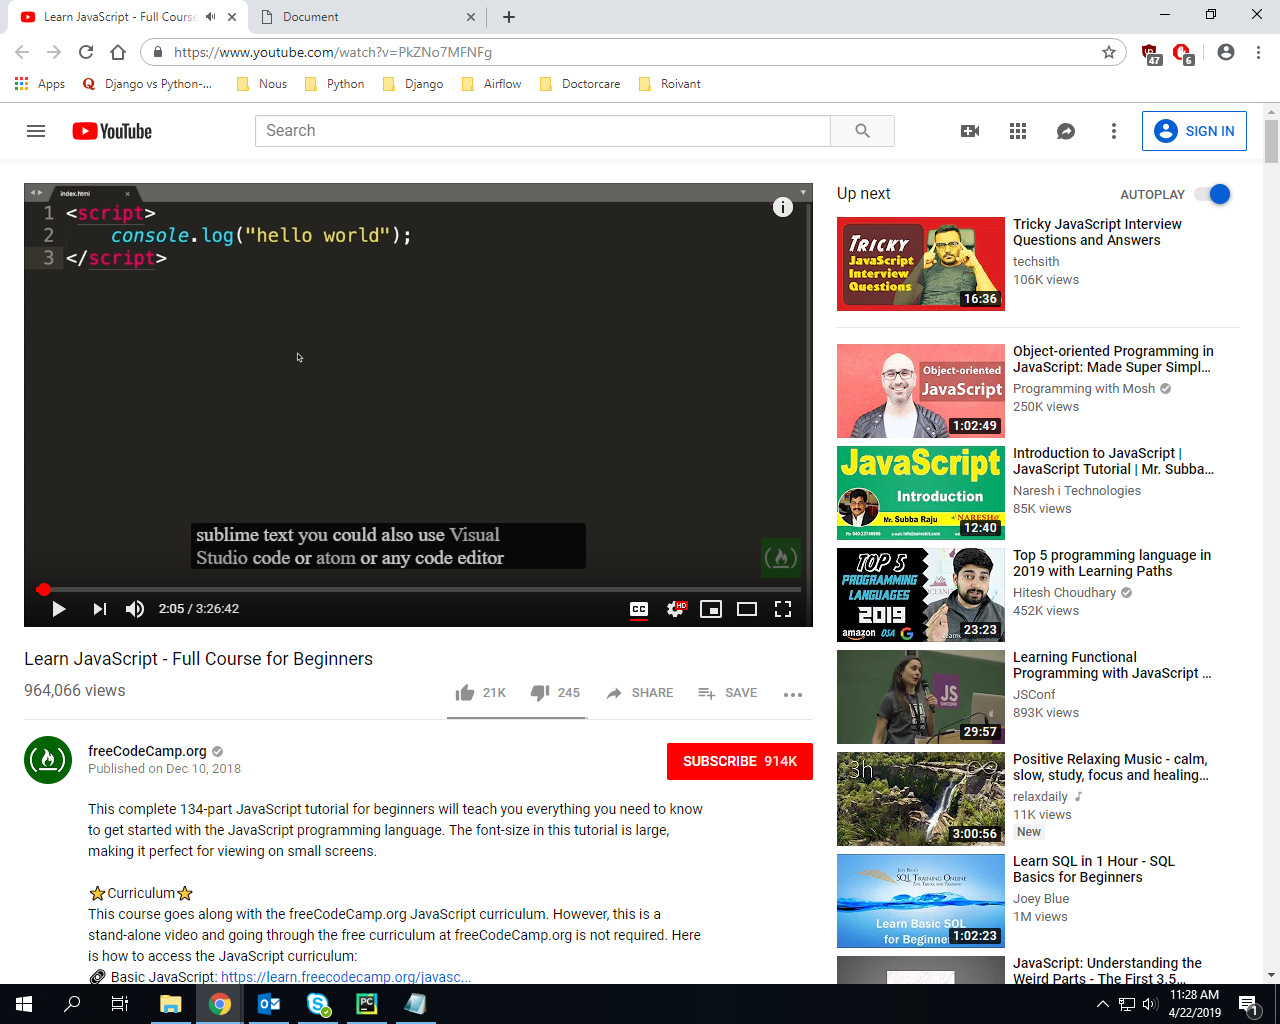 Learn JavaScript - Full Course
Document
https://www.youtube.com/watch?v=PkZNo7MFNFg
47
6
Apps
Django vs Python-...
Nous
Python
Django
Airflow
Doctorcare
Roivant
YouTube
Search
SIGN IN
index.html
1 <script>
2 console.log("hello world");
3 </script>
sublime text you could also use Visual
Studio code or atom or any code editor
2:05 / 3:26:42
CC
HD
Learn JavaScript - Full Course for Beginners
964,066 views
21K
245
SHARE
SAVE
freeCodeCamp.org
Published on Dec 10, 2018
SUBSCRIBE 914K
This complete 134-part JavaScript tutorial for beginners will teach you everything you need to know
to get started with the JavaScript programming language. The font-size in this tutorial is large,
making it perfect for viewing on small screens.
⭐Curriculum⭐
This course goes along with the freeCodeCamp.org JavaScript curriculum. However, this is a
stand-alone video and going through the free curriculum at freeCodeCamp.org is not required. Here
is how to access the JavaScript curriculum:
🔗 Basic JavaScript: https://learn.freecodecamp.org/javasc...
Up next
AUTOPLAY
TRICKY
JavaScript
Interview
Questions
16:36
Tricky JavaScript Interview
Questions and Answers
techsith
106K views
Object-oriented
JavaScript
1:02:49
Object-oriented Programming in
JavaScript: Made Super Simpl...
Programming with Mosh
250K views
JavaScript
Introduction
Mr. Subba Raju
NARESH
12:40
Introduction to JavaScript |
JavaScript Tutorial | Mr. Subba...
Naresh i Technologies
85K views
TOP 5
PROGRAMMING
LANGUAGES
2019
amazon
USA
G
23:23
Top 5 programming language in
2019 with Learning Paths
Hitesh Choudhary
452K views
JS
29:57
Learning Functional
Programming with JavaScript ...
JSConf
893K views
3h
3:00:56
Positive Relaxing Music - calm,
slow, study, focus and healing...
relaxdaily
11K views
New
SQL TRAINING ONLINE
Learn Basic SQL
for Beginne
1:02:23
Learn SQL in 1 Hour - SQL
Basics for Beginners
Joey Blue
1M views
JavaScript: Understanding the
Weird Parts - The First 3.5...
PC
11:28 AM
4/22/2019
1